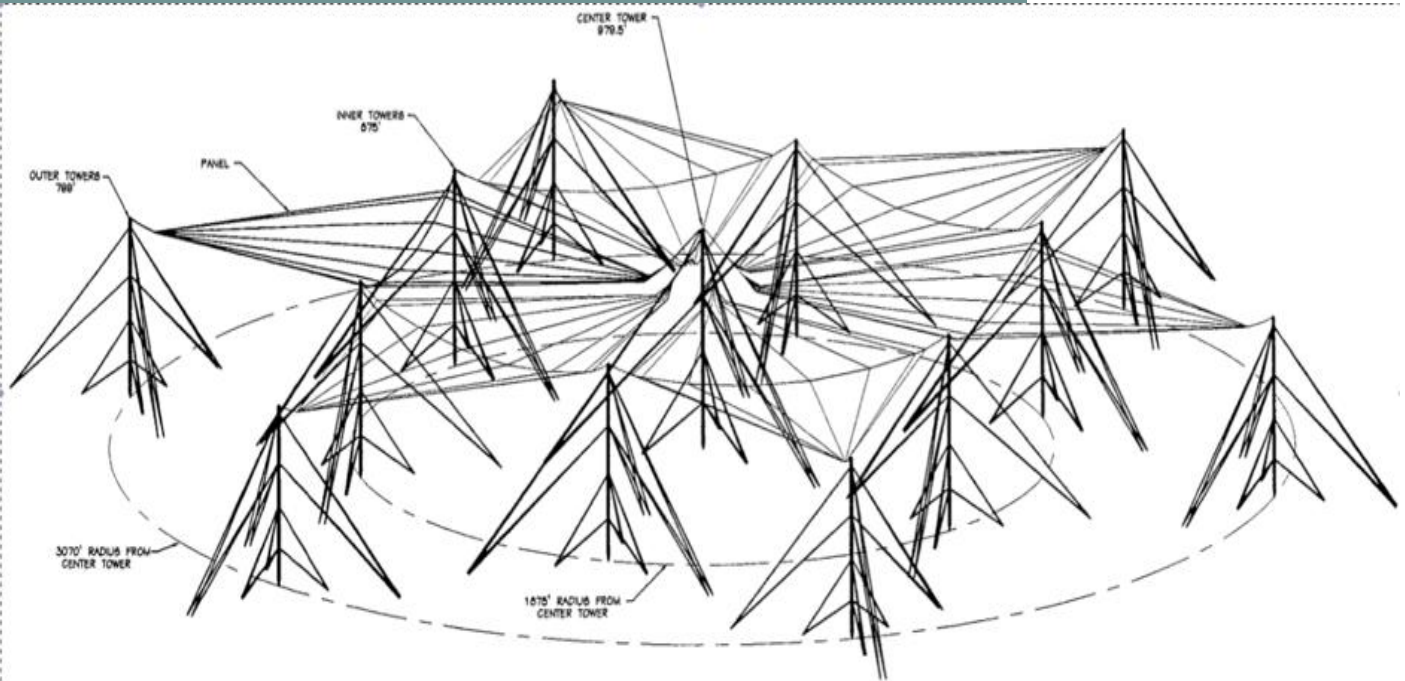 CENTER TOWER
979.5'
INNER TOWERS
875'
PANEL
OUTER TOWERS
799'
3070' RADIUS FROM
CENTER TOWER
1875' RADIUS FROM
CENTER TOWER